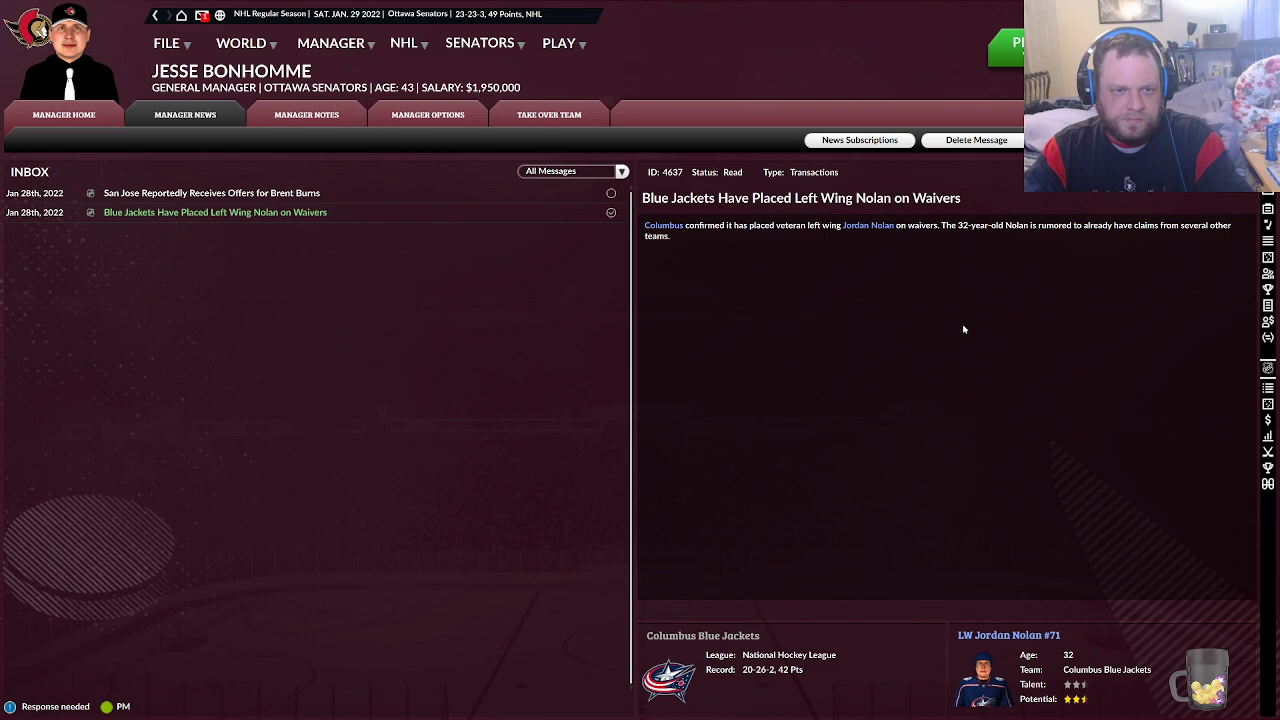 NHL Regular Season | SAT. JAN. 29 2022 | Ottawa Senators | 23-23-3, 49 Points, NHL
FILE WORLD MANAGER NHL SENATORS PLAY
JESSE BONHOMME
GENERAL MANAGER | OTTAWA SENATORS | AGE: 43 | SALARY: $1,950,000
MANAGER HOME MANAGER NEWS MANAGER NOTES MANAGER OPTIONS TAKE OVER TEAM
News Subscriptions Delete Message
INBOX All Messages
Jan 28th, 2022 San Jose Reportedly Receives Offers for Brent Burns
Jan 28th, 2022 Blue Jackets Have Placed Left Wing Nolan on Waivers
ID: 4637 Status: Read Type: Transactions
Blue Jackets Have Placed Left Wing Nolan on Waivers
Columbus confirmed it has placed veteran left wing Jordan Nolan on waivers. The 32-year-old Nolan is rumored to already have claims from several other
teams.
Columbus Blue Jackets
League: National Hockey League
Record: 20-26-2, 42 Pts
LW Jordan Nolan #71
Age: 32
Team: Columbus Blue Jackets
Talent:
Potential:
Response needed PM